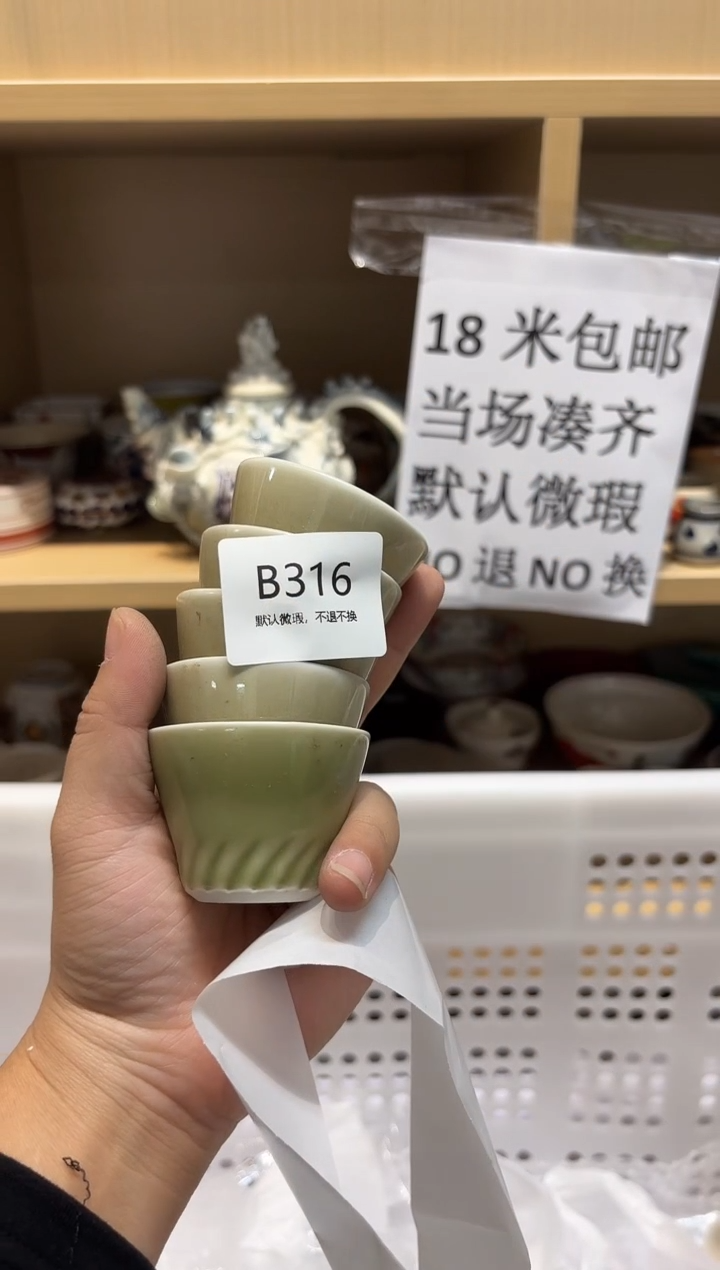 18 米包邮
当场凑齐
默认微瑕
O 退 NO 换
B316
默认微瑕，不退不换